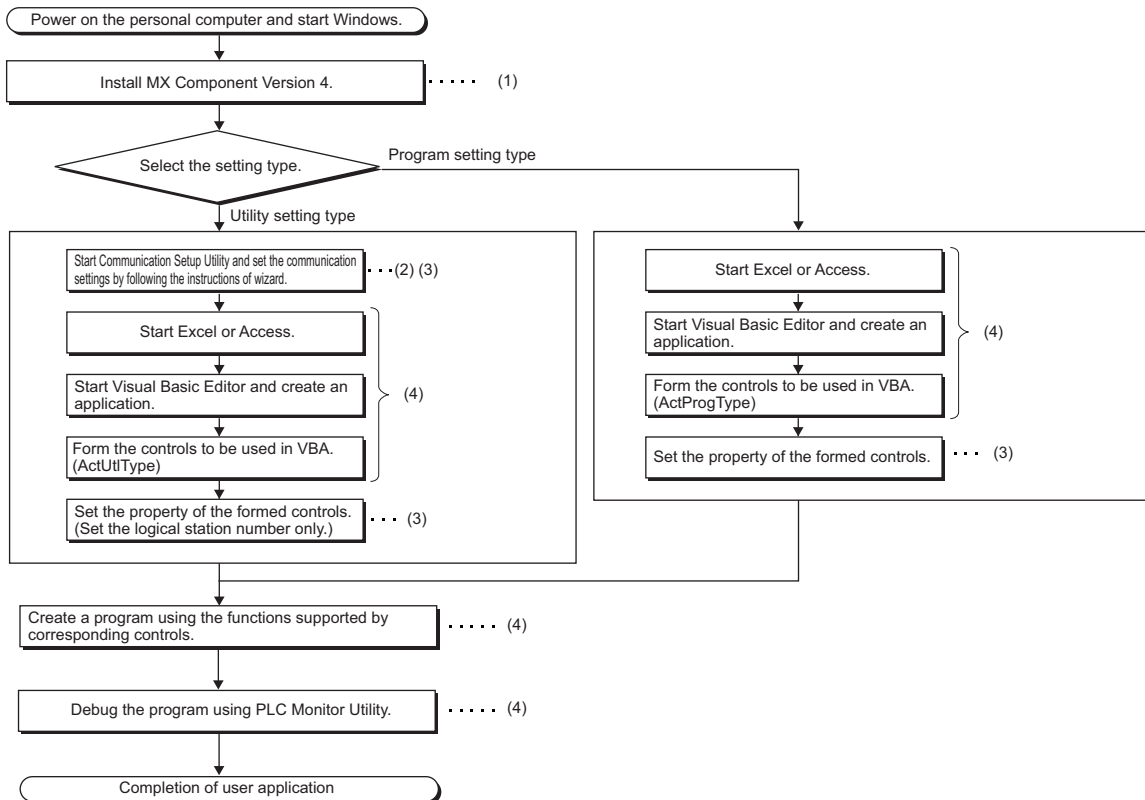 Power on the personal computer and start Windows.
Install MX Component Version 4.
(1)
Select the setting type.
Program setting type
Utility setting type
Start Communication Setup Utility and set the communication
settings by following the instructions of wizard.
(2) (3)
Start Excel or Access.
Start Visual Basic Editor and create an
application.
(4)
Form the controls to be used in VBA.
(ActUtlType)
Set the property of the formed controls.
(Set the logical station number only.)
(3)
Start Excel or Access.
Start Visual Basic Editor and create an
application.
(4)
Form the controls to be used in VBA.
(ActProgType)
Set the property of the formed controls.
(3)
Create a program using the functions supported by
corresponding controls.
(4)
Debug the program using PLC Monitor Utility.
(4)
Completion of user application